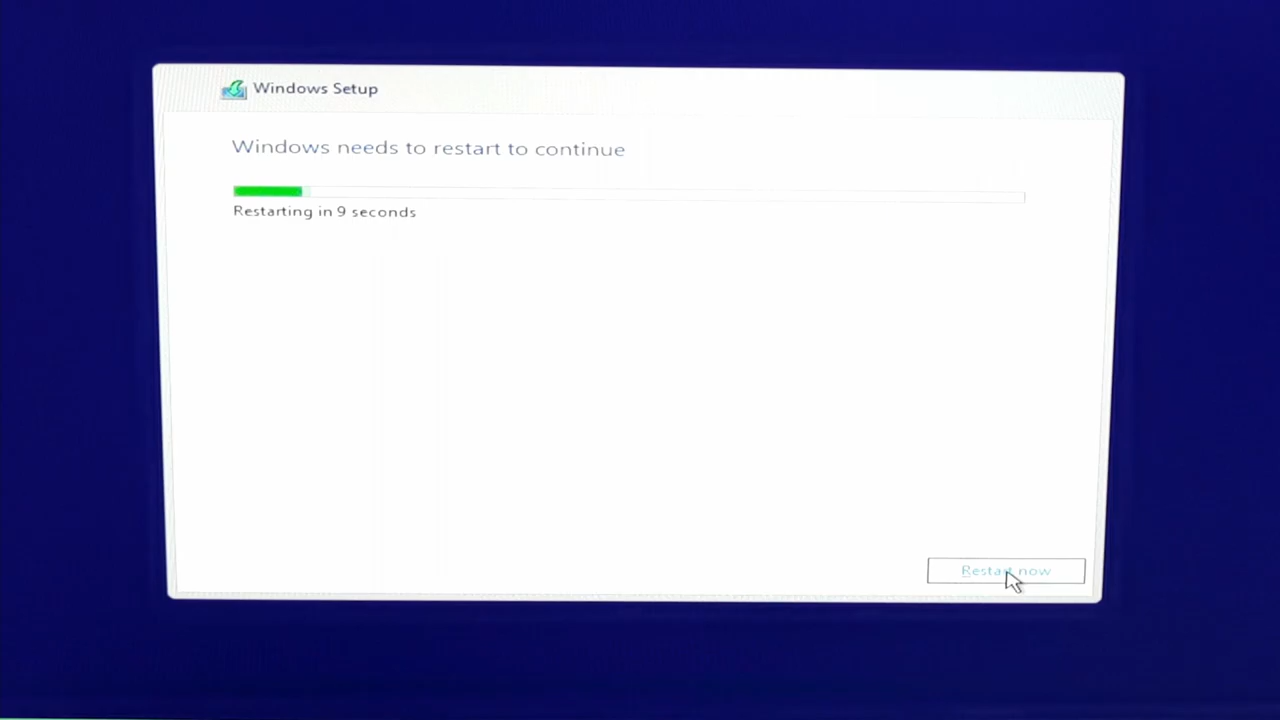 Windows Setup
Windows needs to restart to continue
Restarting in 9 seconds
Restart now